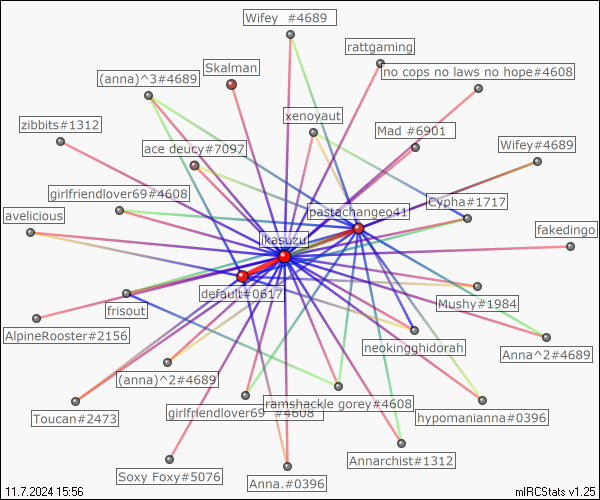 Wifey  #4689
rattgaming
Skalman
no cops no laws no hope#4608
(anna)^3#4689
xenoyaut
zibbits#1312
Mad #6901
ace deucy#7097
Wifey#4689
girlfriendlover69#4608
Cypha#1717
avelicious
pastachangeo41
ikasuzu
fakedingo
default#0617
Mushy#1984
frisout
AlpineRooster#2156
neokingghidorah
Anna^2#4689
(anna)^2#4689
ramshackle gorey#4608
Toucan#2473
girlfriendlover69  #4608
hypomanianna#0396
Annarchist#1312
Soxy Foxy#5076
Anna.#0396
11.7.2024 15:56
mIRCStats v1.25